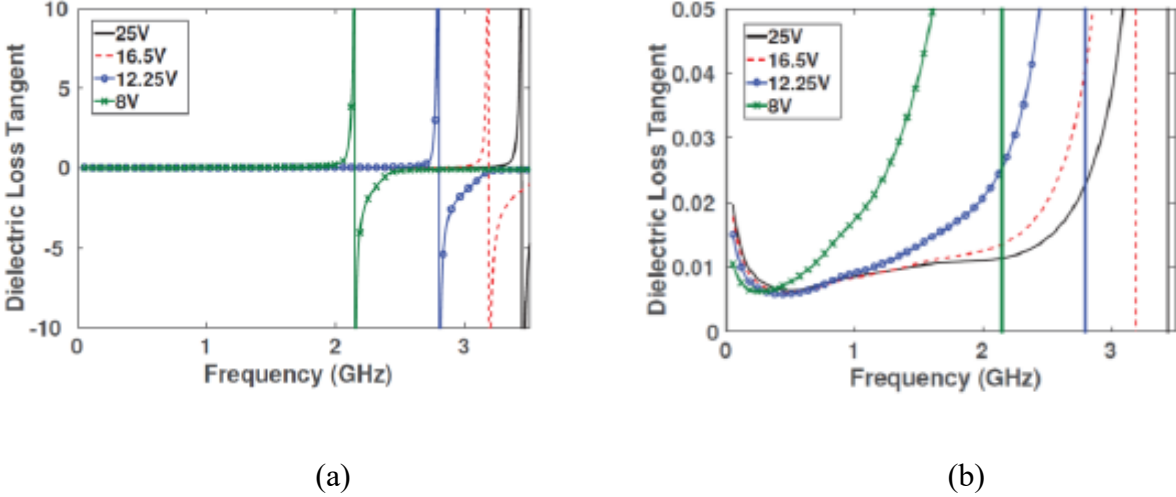 10
5
0
-5
-10
Dielectric Loss Tangent
25V
16.5V
12.25V
8V
0
1
2
3
Frequency (GHz)
(a)
0.05
0.04
0.03
0.02
0.01
0
Dielectric Loss Tangent
25V
16.5V
12.25V
8V
0
1
2
3
Frequency (GHz)
(b)